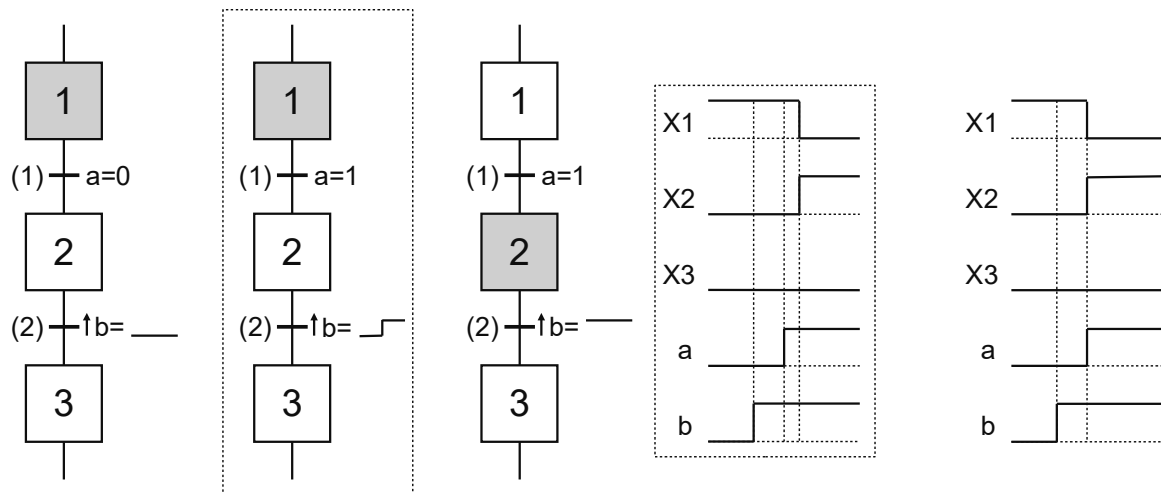 1
(1) a=0
2
(2) ↑b=
3
1
(1) a=1
2
(2) ↑b=
3
1
(1) a=1
2
(2) ↑b=
3
X1
X2
X3
a
b
X1
X2
X3
a
b